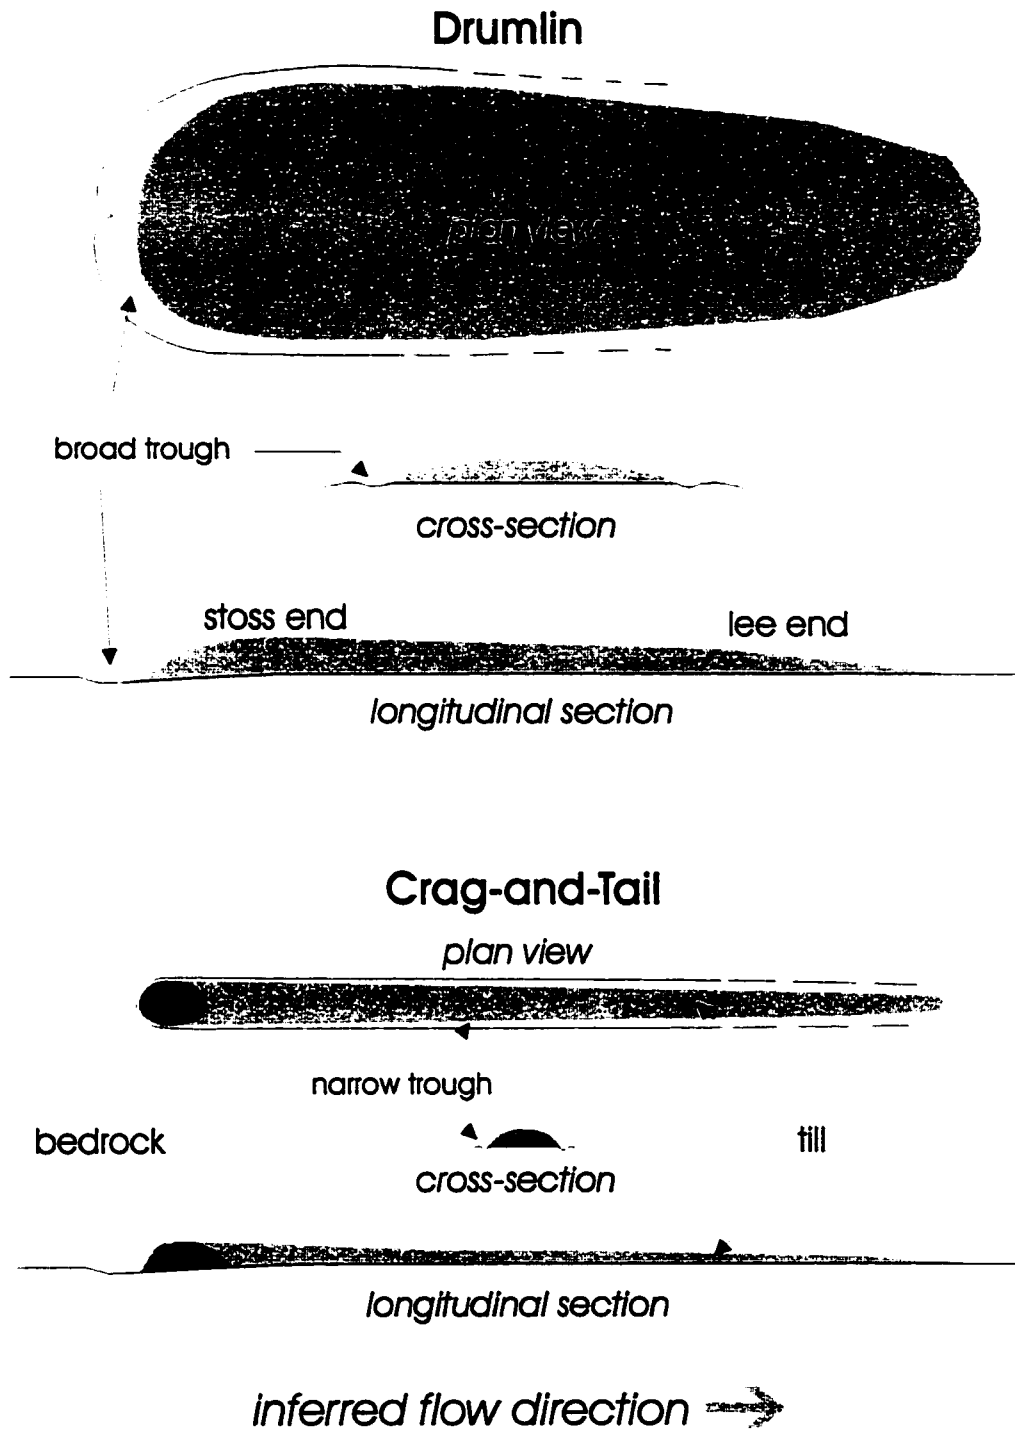 Drumlin
plan view
broad trough
cross-section
stoss end
lee end
longitudinal section
Crag-and-Tail
plan view
narrow trough
bedrock
till
cross-section
longitudinal section
inferred flow direction